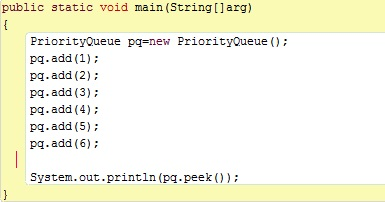 public static void main(String[]arg)
{
PriorityQueue pq=new PriorityQueue();
pq.add(1);
pq.add(2);
pq.add(3);
pq.add(4);
pq.add(5);
pq.add(6);
System.out.println(pq.peek());
}